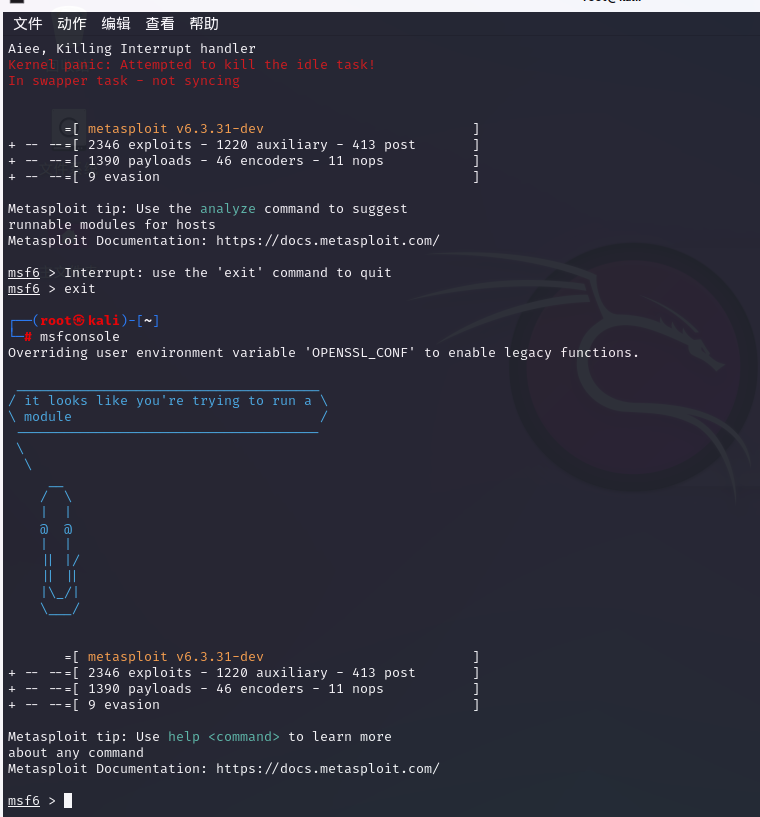 文件 动作 编辑 查看 帮助
Aiee, Killing Interrupt handler
Kernel panic: Attempted to kill the idle task!
In swapper task - not syncing
=[ metasploit v6.3.31-dev ]
+ -- --=[ 2346 exploits - 1220 auxiliary - 413 post ]
+ -- --=[ 1390 payloads - 46 encoders - 11 nops ]
+ -- --=[ 9 evasion ]
Metasploit tip: Use the analyze command to suggest
runnable modules for hosts
Metasploit Documentation: https://docs.metasploit.com/
msf6 > Interrupt: use the 'exit' command to quit
msf6 > exit
┌──(root㉿kali)-[~]
└─# msfconsole
Overriding user environment variable 'OPENSSL_CONF' to enable legacy functions.
 ______________________________________
/ it looks like you're trying to run a \
\ module                               /
 --------------------------------------
 \
  \
     __
    /  \
    |  |
    @  @
    |  |
    || |/
    || ||
    |\_/|
    \___/
=[ metasploit v6.3.31-dev ]
+ -- --=[ 2346 exploits - 1220 auxiliary - 413 post ]
+ -- --=[ 1390 payloads - 46 encoders - 11 nops ]
+ -- --=[ 9 evasion ]
Metasploit tip: Use help <command> to learn more
about any command
Metasploit Documentation: https://docs.metasploit.com/
msf6 >